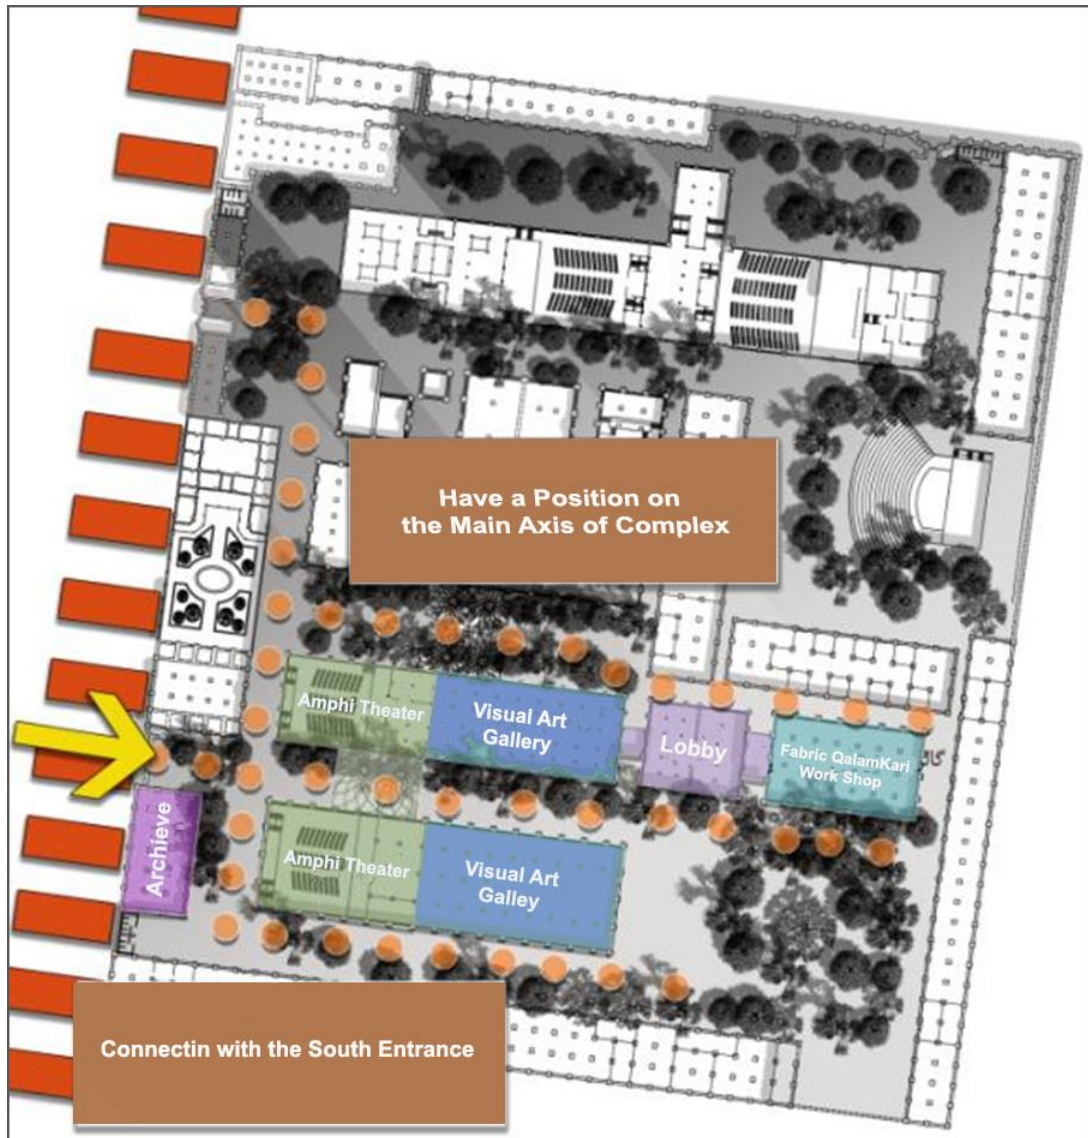 Have a Position on
the Main Axis of Complex
Amphi Theater
Visual Art
Gallery
Lobby
Fabric QalamKari
Work Shop
Archieve
Amphi Theater
Visual Art
Galley
Connectin with the South Entrance